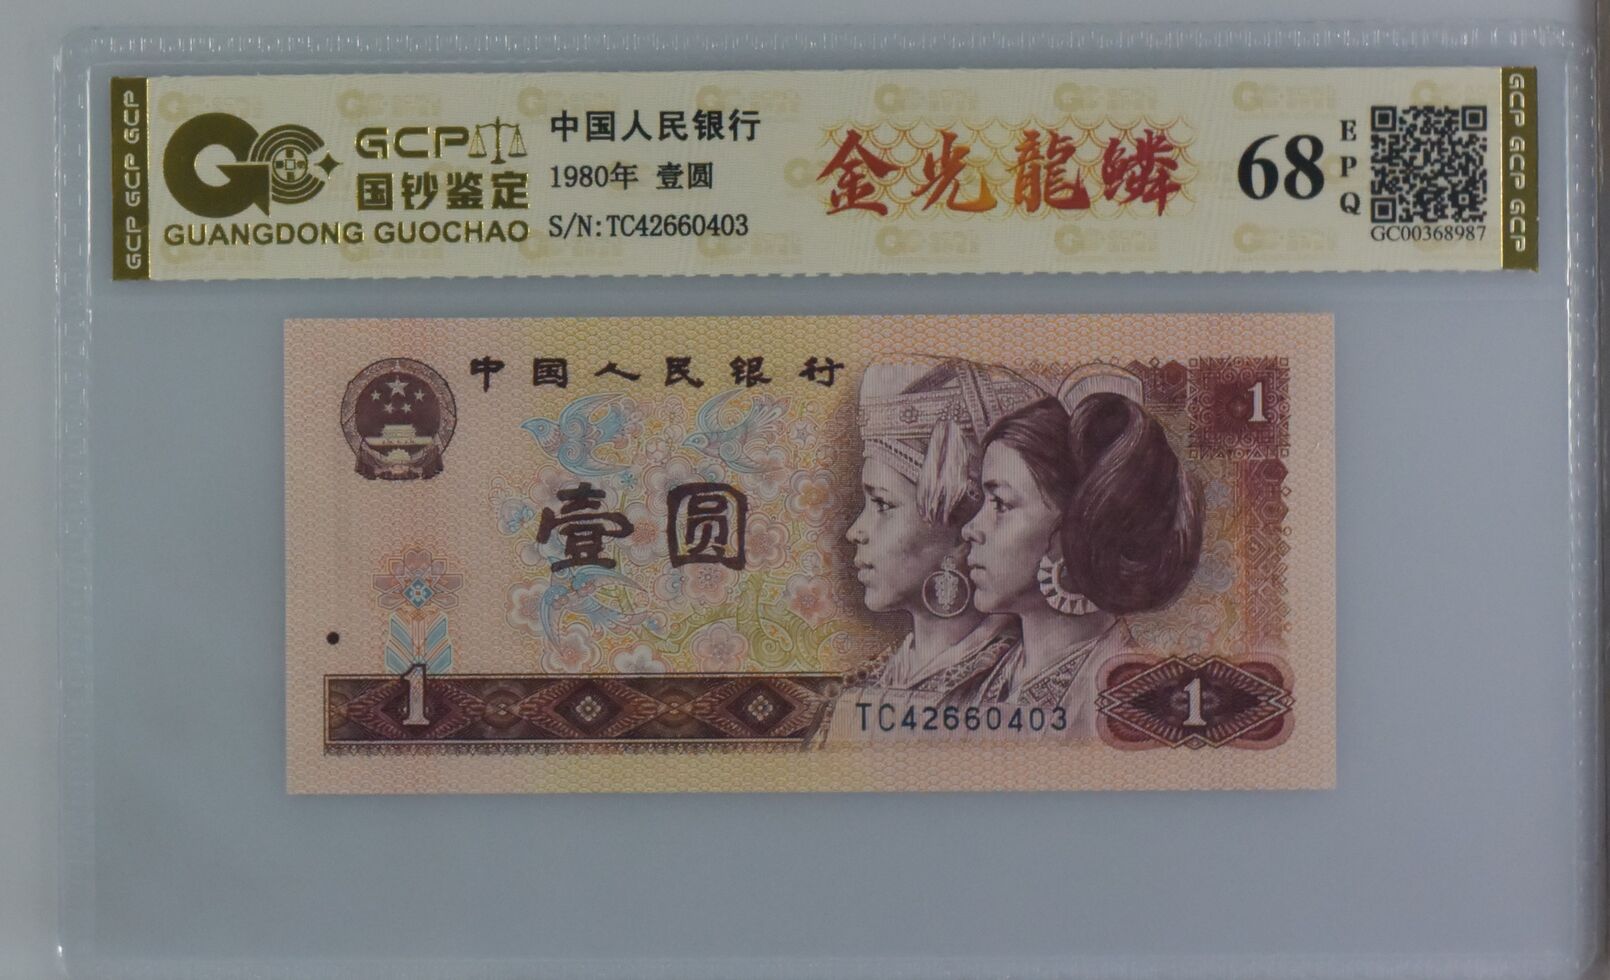 GCP GCP GCP
GCP
国钞鉴定
GUANGDONG GUOCHAO
中国人民银行
1980年 壹圆
S/N:TC42660403
金光龍鳞
68
EPQ
GC00368987
GCP GCP GCP
中国人民银行
1
壹圆
1
TC42660403
1